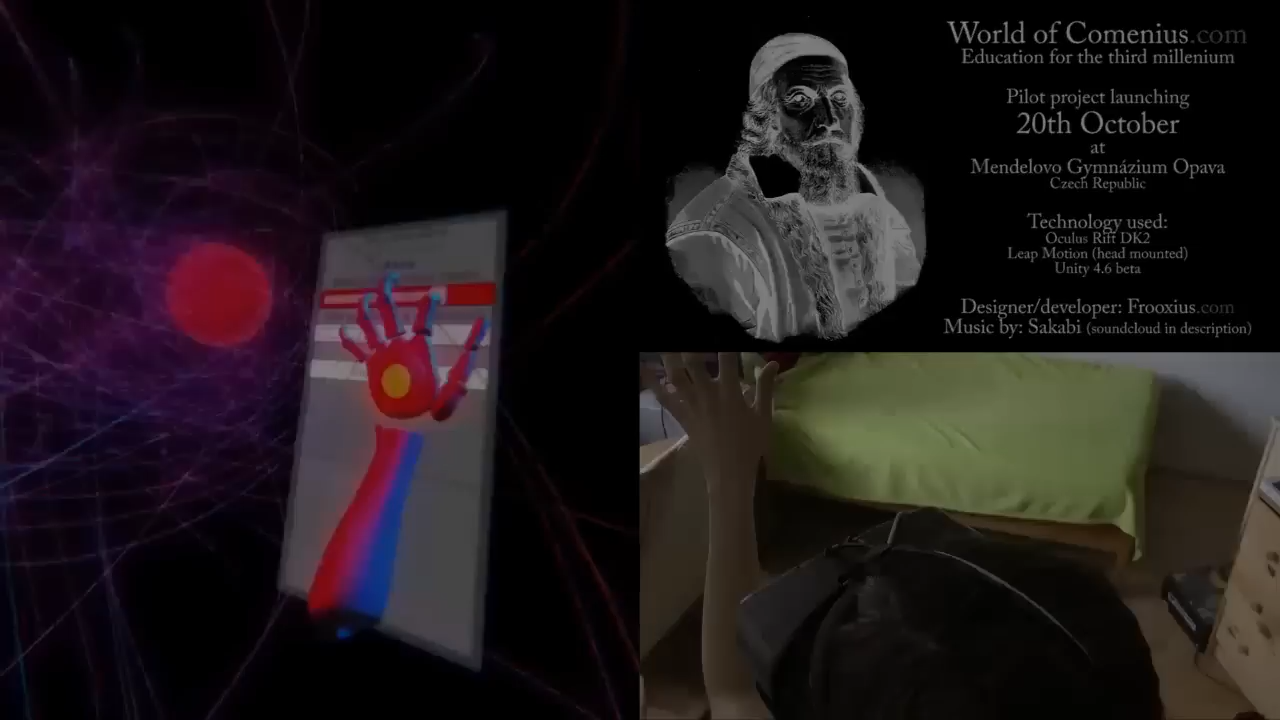 World of Comenius.com
Education for the third millenium
Pilot project launching
20th October
at
Mendelovo Gymnázium Opava
Czech Republic
Technology used:
Oculus Rift DK2
Leap Motion (head mounted)
Unity 4.6 beta
Designer/developer: Frooxius.com
Music by: Sakabi (soundcloud in description)